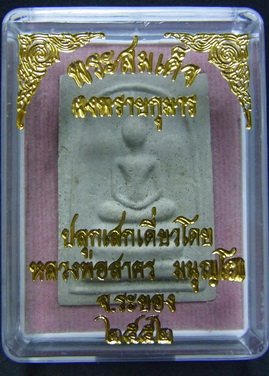 พระสมเด็จ
ผงพรายกุมาร
ปลุกเสกเดี่ยวโดย
หลวงพ่อสาคร มนุญโญ
จ.ระยอง
๒๕๕๒